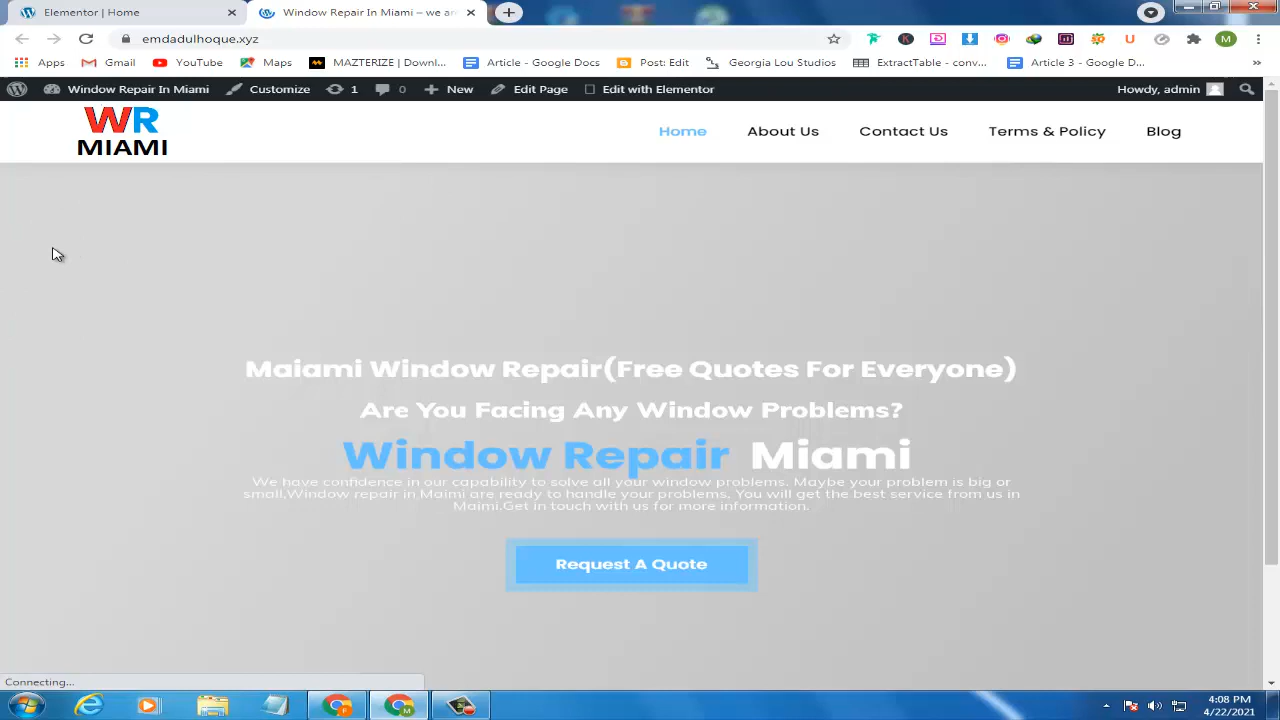 Elementor | Home
Window Repair In Miami – we are
emdadulhoque.xyz
Apps
Gmail
YouTube
Maps
MAZTERIZE | Downl...
Article - Google Docs
Post: Edit
Georgia Lou Studios
ExtractTable - conv...
Article 3 - Google D...
»
Window Repair In Miami
Customize
1
0
New
Edit Page
Edit with Elementor
Howdy, admin
WR
MIAMI
Home
About Us
Contact Us
Terms & Policy
Blog
Maiami Window Repair(Free Quotes For Everyone)
Are You Facing Any Window Problems?
Window Repair Miami
We have confidence in our capability to solve all your window problems. Maybe your problem is big or
small,Window repair in Maimi are ready to handle your problems. You will get the best service from us in
Maimi.Get in touch with us for more information.
Request A Quote
Connecting...
4:08 PM
4/22/2021